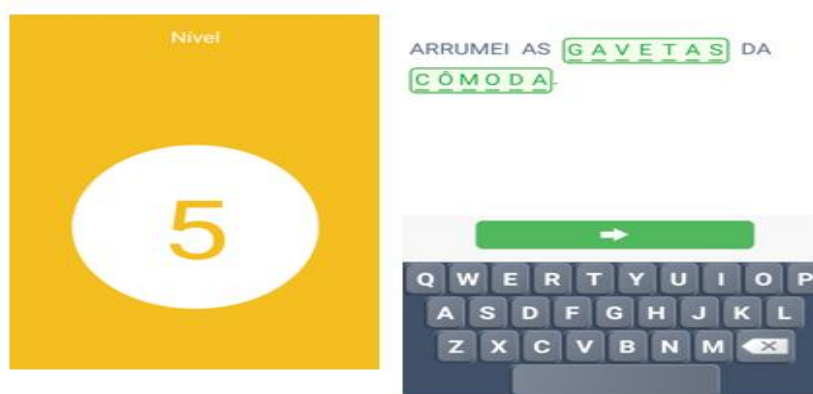 Nível
5
ARRUMEI AS GAVETAS DA
CÔMODA.
Q W E R T Y U I O P
A S D F G H J K L
Z X C V B N M